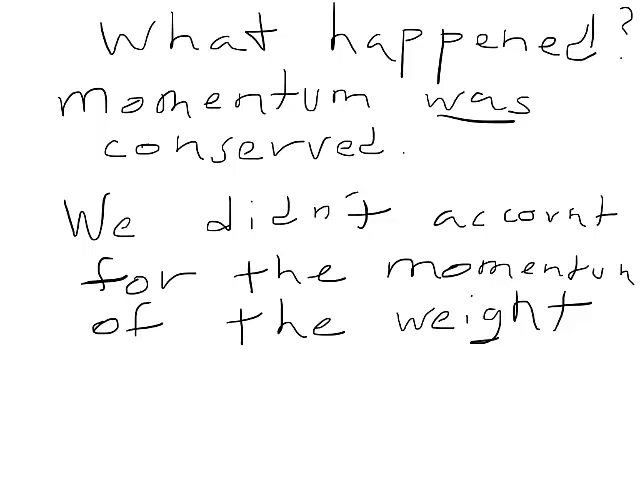 What happened?
momentum was
conserved.
We didn't account
for the momentum
of the weight